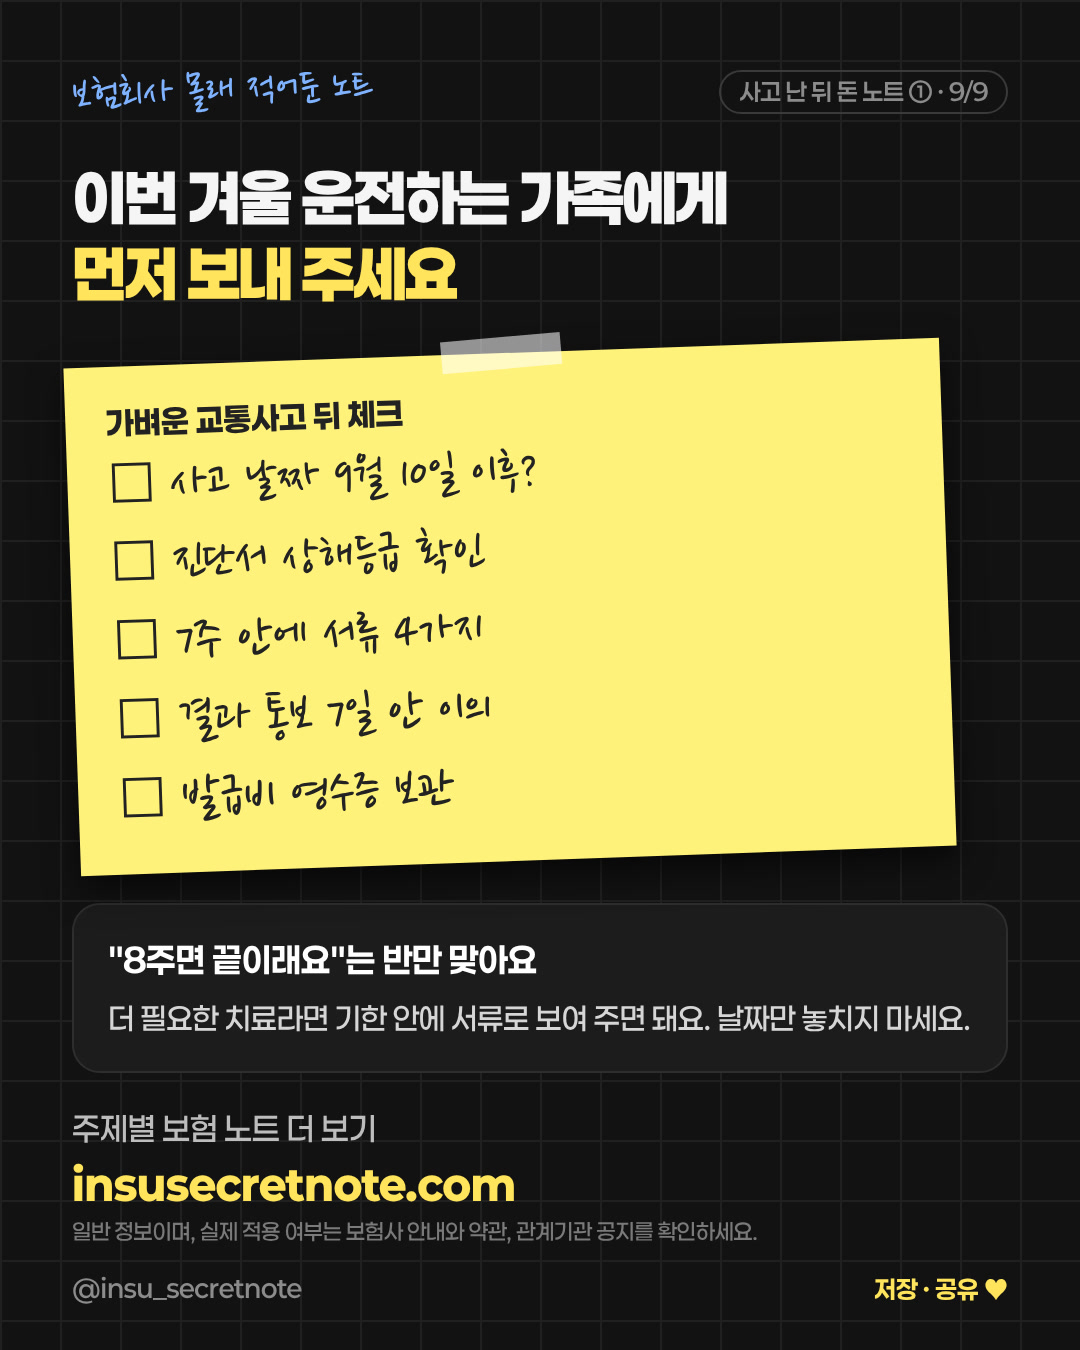 보험회사 몰래 적어둔 노트
사고 난 뒤 돈 노트 ① · 9/9
이번 겨울 운전하는 가족에게
먼저 보내 주세요
가벼운 교통사고 뒤 체크
사고 날짜 9월 10일 이후?
진단서 상해등급 확인
7주 안에 서류 4가지
결과 통보 7일 안 이의
발급비 영수증 보관
"8주면 끝이래요"는 반만 맞아요
더 필요한 치료라면 기한 안에 서류로 보여 주면 돼요. 날짜만 놓치지 마세요.
주제별 보험 노트 더 보기
insusecretnote.com
일반 정보이며, 실제 적용 여부는 보험사 안내와 약관, 관계기관 공지를 확인하세요.
@insu_secretnote
저장 · 공유 ♥